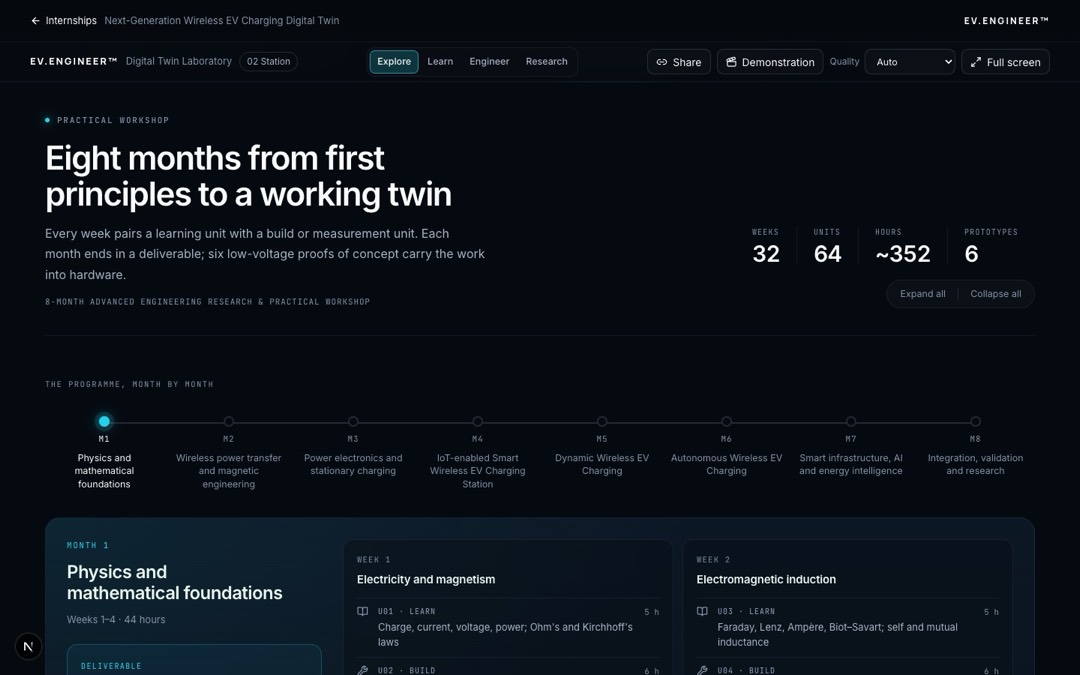 Internships Next-Generation Wireless EV Charging Digital Twin
EV.ENGINEER™
EV.ENGINEER™ Digital Twin Laboratory 02 Station
Explore Learn Engineer Research
Share Demonstration Quality Auto Full screen
PRACTICAL WORKSHOP
Eight months from first
principles to a working twin
Every week pairs a learning unit with a build or measurement unit. Each
month ends in a deliverable; six low-voltage proofs of concept carry the work
into hardware.
8-MONTH ADVANCED ENGINEERING RESEARCH & PRACTICAL WORKSHOP
WEEKS
32
UNITS
64
HOURS
~352
PROTOTYPES
6
Expand all Collapse all
THE PROGRAMME, MONTH BY MONTH
M1
Physics and
mathematical
foundations
M2
Wireless power transfer
and magnetic
engineering
M3
Power electronics and
stationary charging
M4
IoT-enabled Smart
Wireless EV Charging
Station
M5
Dynamic Wireless EV
Charging
M6
Autonomous Wireless EV
Charging
M7
Smart infrastructure, AI
and energy intelligence
M8
Integration, validation
and research
MONTH 1
Physics and
mathematical foundations
Weeks 1–4 · 44 hours
DELIVERABLE
WEEK 1
Electricity and magnetism
U01 · LEARN 5 h
Charge, current, voltage, power; Ohm's and Kirchhoff's
laws
U02 · BUILD 6 h
WEEK 2
Electromagnetic induction
U03 · LEARN 5 h
Faraday, Lenz, Ampère, Biot–Savart; self and mutual
inductance
U04 · BUILD 6 h
N